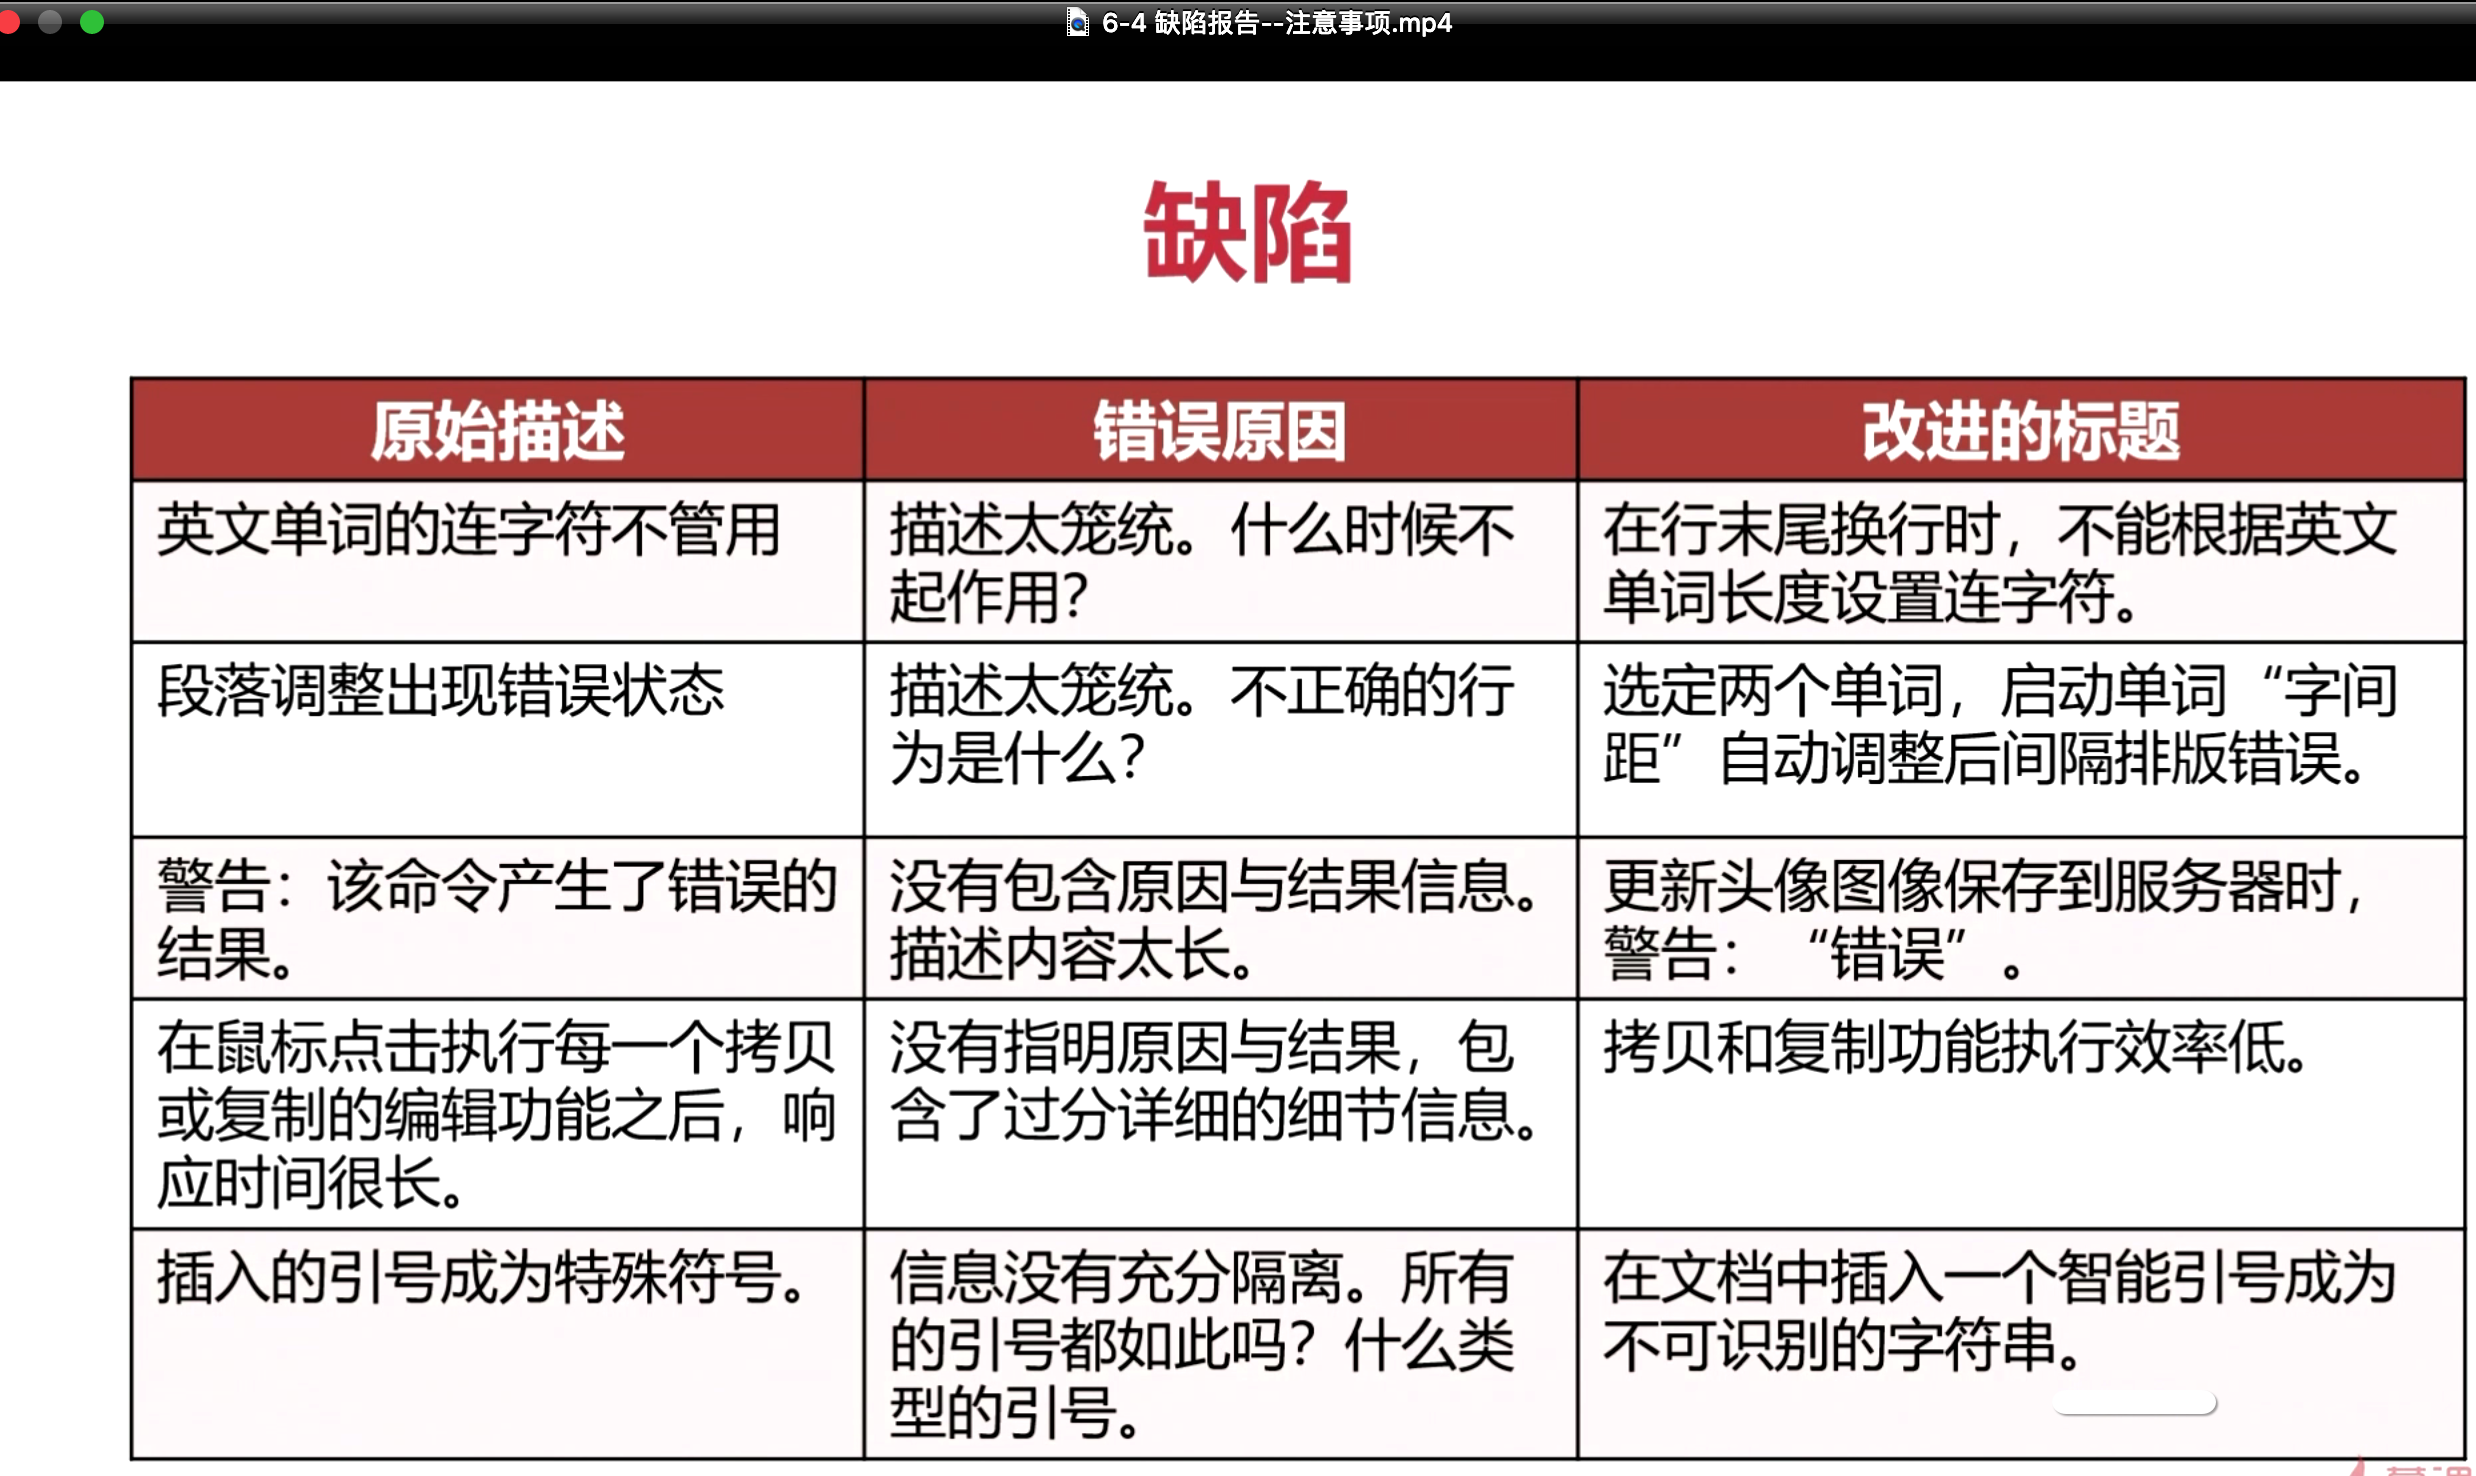 6-4 缺陷报告--注意事项.mp4
缺陷
原始描述
错误原因
改进的标题
英文单词的连字符不管用
描述太笼统。什么时候不
起作用?
在行末尾换行时，不能根据英文
单词长度设置连字符。
段落调整出现错误状态
描述太笼统。不正确的行
为是什么?
选定两个单词，启动单词“字间
距”自动调整后间隔排版错误。
警告：该命令产生了错误的
结果。
没有包含原因与结果信息。
描述内容太长。
更新头像图像保存到服务器时，
警告：“错误”。
在鼠标点击执行每一个拷贝
或复制的编辑功能之后，响
应时间很长。
没有指明原因与结果，包
含了过分详细的细节信息。
拷贝和复制功能执行效率低。
插入的引号成为特殊符号。
信息没有充分隔离。所有
的引号都如此吗？什么类
型的引号。
在文档中插入一个智能引号成为
不可识别的字符串。